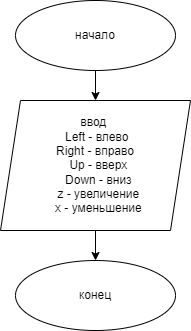 начало
ввод
Left - влево
Right - вправо
Up - вверх
Down - вниз
z - увеличение
x - уменьшение
конец